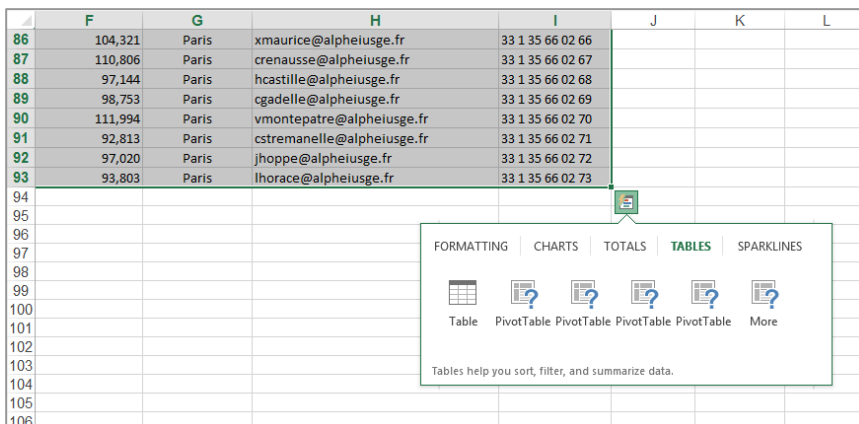 F G H I J K L
86 104,321 Paris xmaurice@alpheiusge.fr 33 1 35 66 02 66
87 110,806 Paris crenausse@alpheiusge.fr 33 1 35 66 02 67
88 97,144 Paris hcastille@alpheiusge.fr 33 1 35 66 02 68
89 98,753 Paris cgadelle@alpheiusge.fr 33 1 35 66 02 69
90 111,994 Paris vmontepatre@alpheiusge.fr 33 1 35 66 02 70
91 92,813 Paris cstremanelle@alpheiusge.fr 33 1 35 66 02 71
92 97,020 Paris jhoppe@alpheiusge.fr 33 1 35 66 02 72
93 93,803 Paris lhorace@alpheiusge.fr 33 1 35 66 02 73
94
95
96
97 FORMATTING CHARTS TOTALS TABLES SPARKLINES
98
99
100
101 Table PivotTable PivotTable PivotTable PivotTable More
102
103 Tables help you sort, filter, and summarize data.
104
105
106